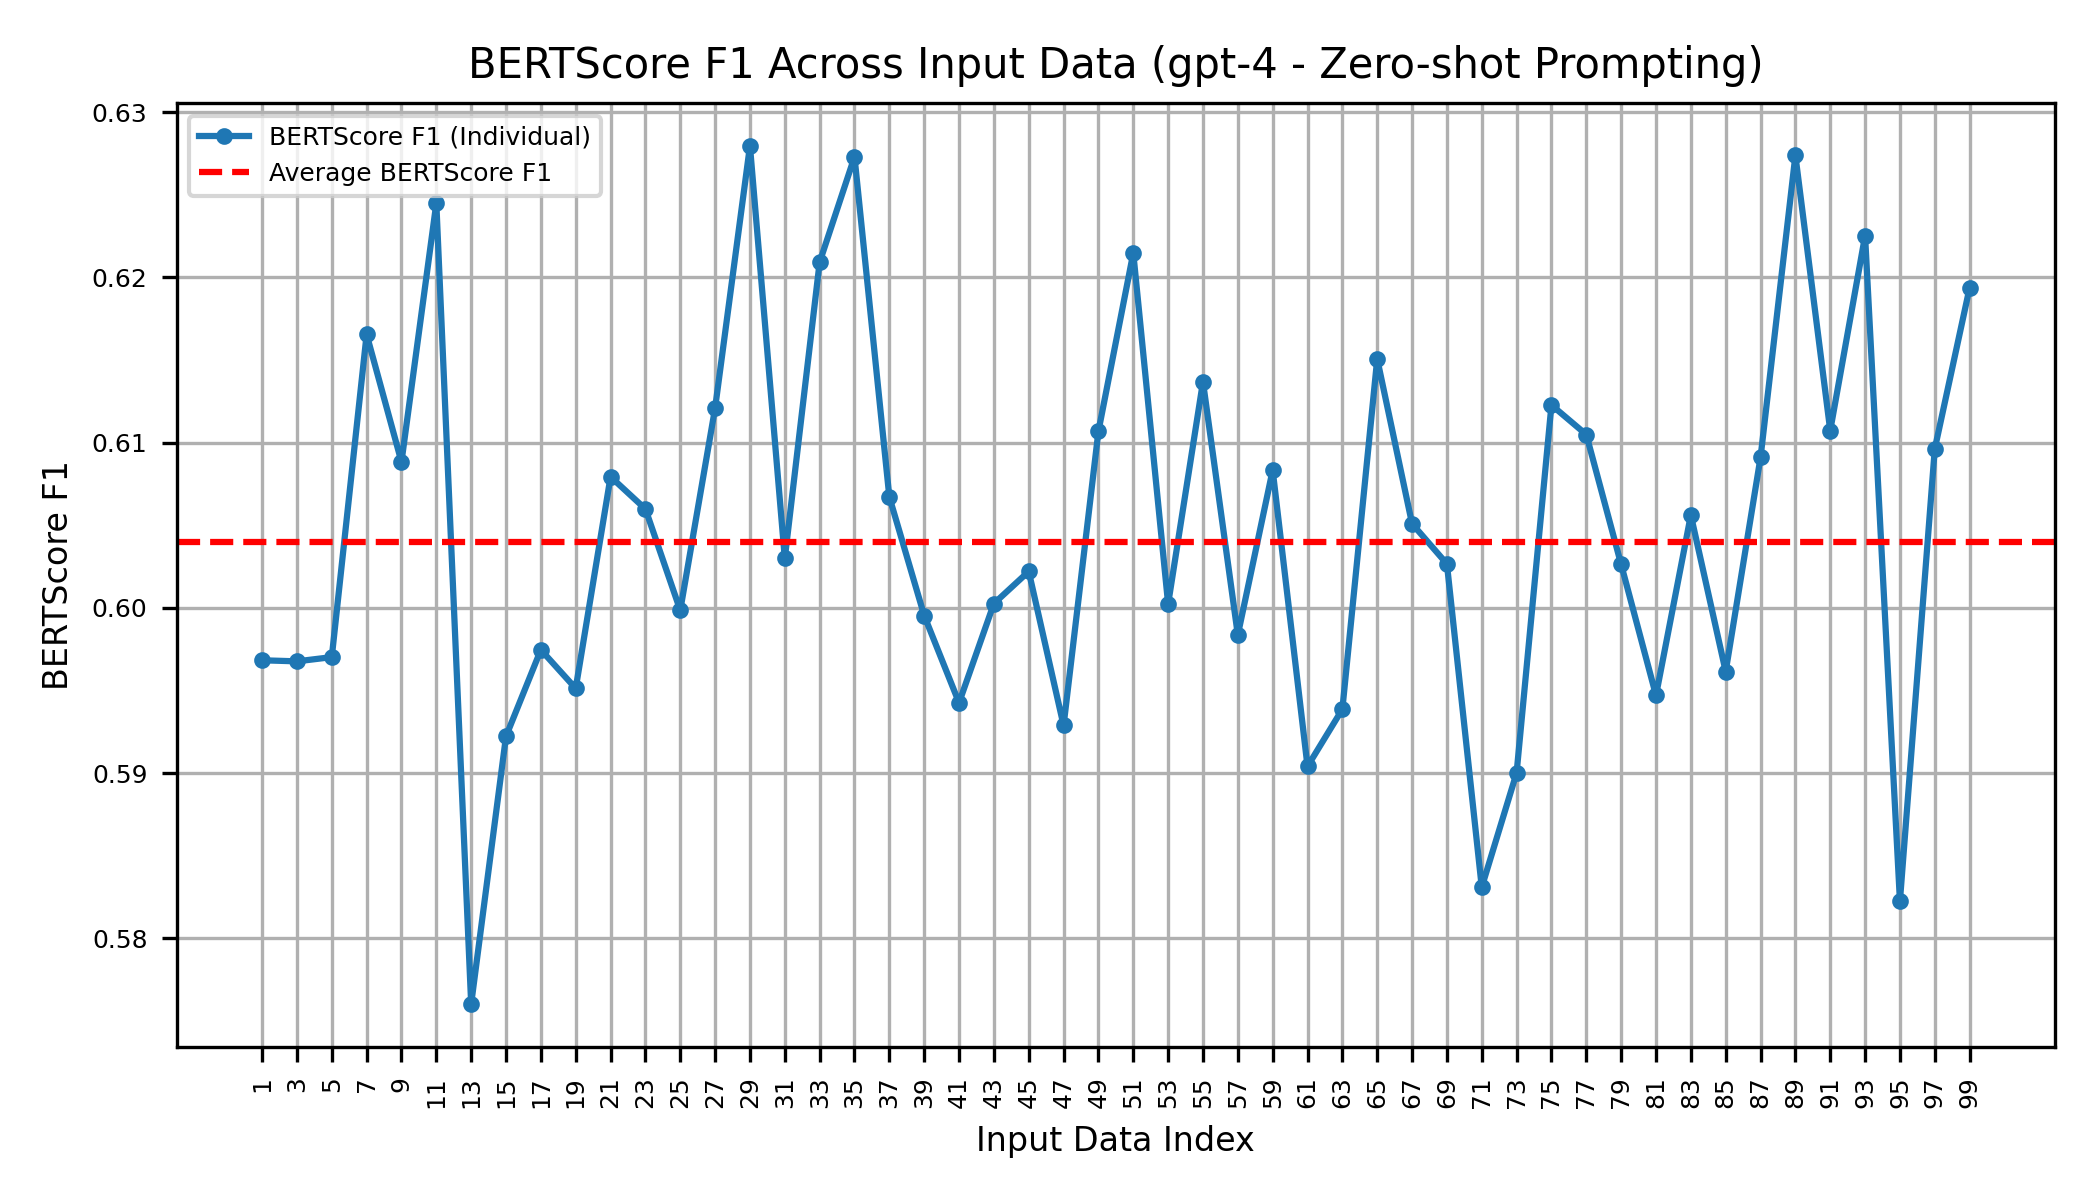 BERTScore F1 Across Input Data (gpt-4 - Zero-shot Prompting)
BERTScore F1 (Individual)
Average BERTScore F1
0.63
0.62
0.61
0.60
0.59
0.58
BERTScore F1
1 3 5 7 9 11 13 15 17 19 21 23 25 27 29 31 33 35 37 39 41 43 45 47 49 51 53 55 57 59 61 63 65 67 69 71 73 75 77 79 81 83 85 87 89 91 93 95 97 99
Input Data Index